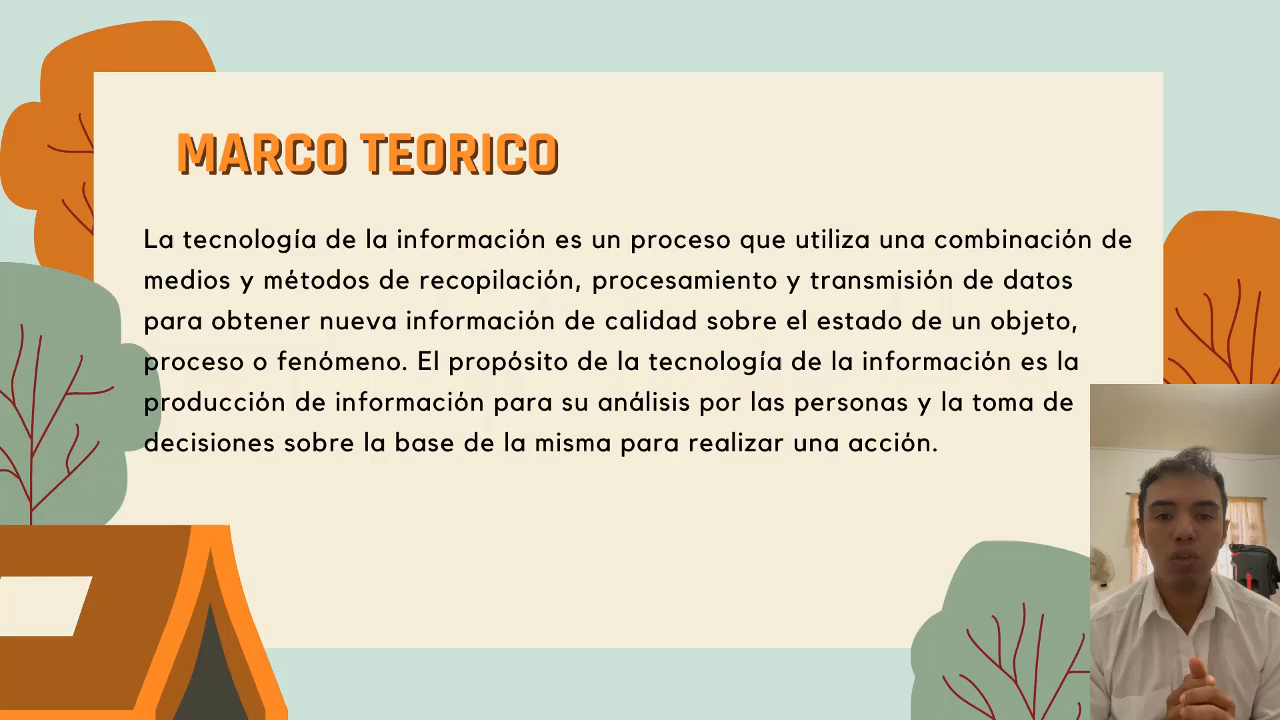 MARCO TEORICO
La tecnología de la información es un proceso que utiliza una combinación de
medios y métodos de recopilación, procesamiento y transmisión de datos
para obtener nueva información de calidad sobre el estado de un objeto,
proceso o fenómeno. El propósito de la tecnología de la información es la
producción de información para su análisis por las personas y la toma de
decisiones sobre la base de la misma para realizar una acción.